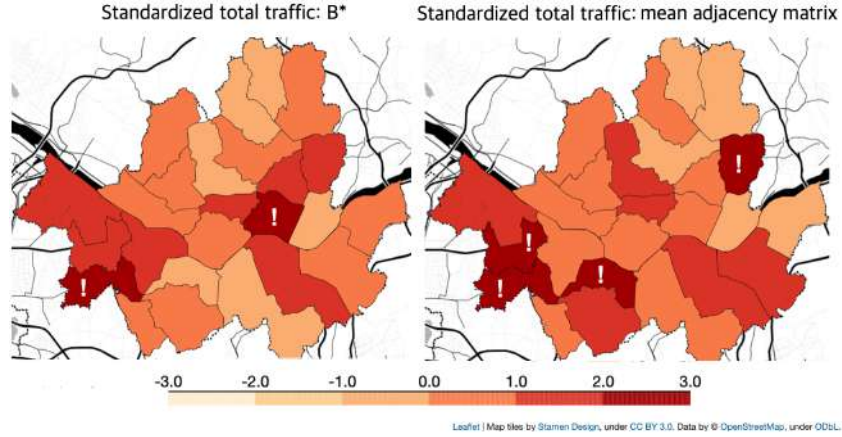 Standardized total traffic: B*
Standardized total traffic: mean adjacency matrix
!
!
!
!
!
!
-3.0 -2.0 -1.0 0.0 1.0 2.0 3.0
Leaflet | Map tiles by Stamen Design, under CC BY 3.0. Data by © OpenStreetMap, under ODbL.